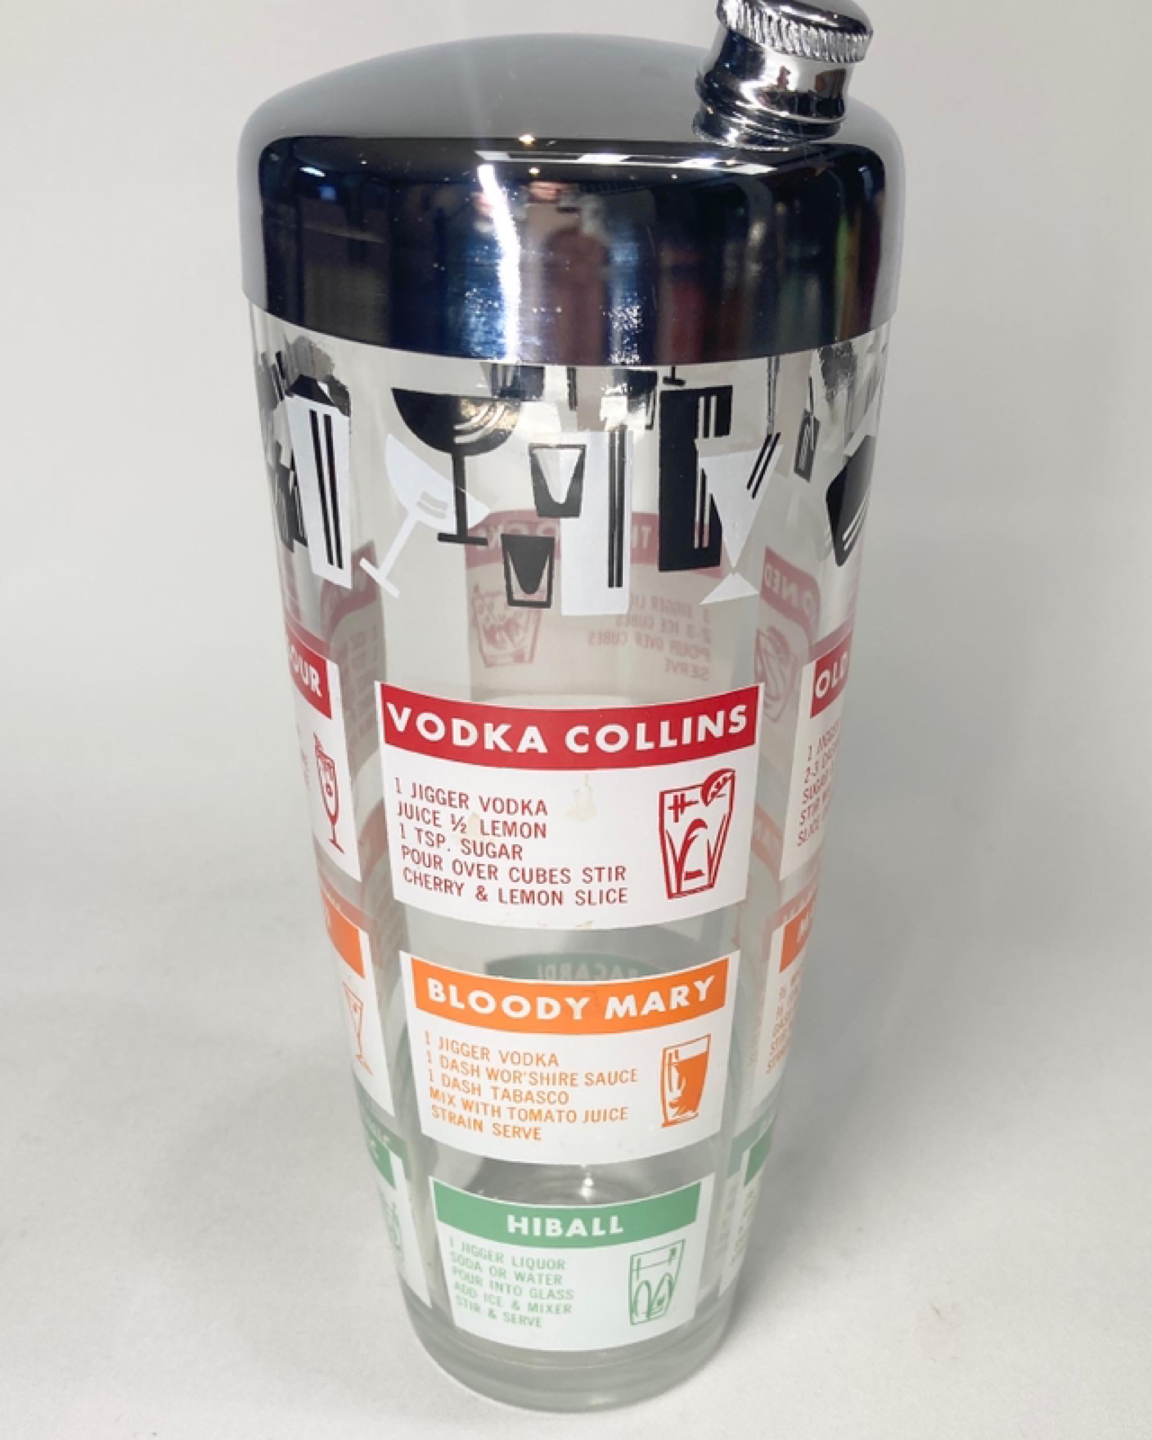 VODKA COLLINS
1 JIGGER VODKA
JUICE ½ LEMON
1 TSP. SUGAR
POUR OVER CUBES STIR
CHERRY & LEMON SLICE
BLOODY MARY
1 JIGGER VODKA
1 DASH WOR'SHIRE SAUCE
1 DASH TABASCO
MIX WITH TOMATO JUICE
STRAIN SERVE
HIBALL
1 JIGGER LIQUOR
SODA OR WATER
POUR INTO GLASS
ADD ICE & MIXER
STIR & SERVE
OLD